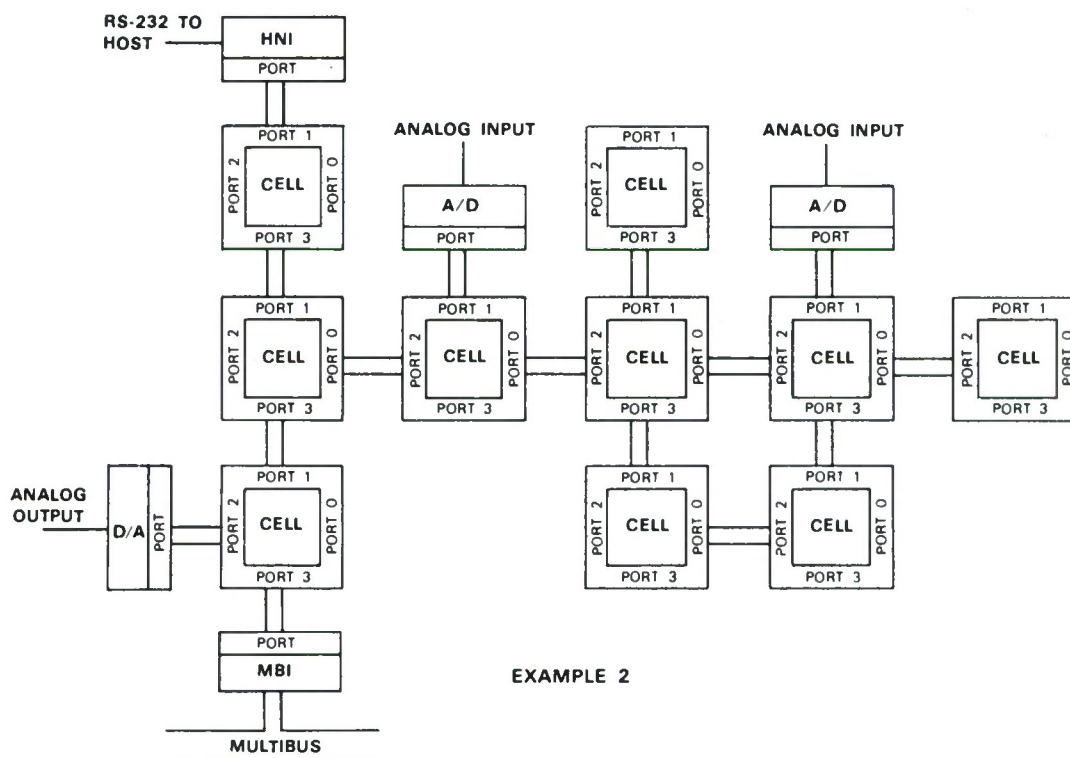 RS-232 TO
HOST
HNI
PORT
PORT 1
PORT 2
CELL
PORT 0
PORT 3
ANALOG INPUT
A/D
PORT
PORT 1
PORT 2
CELL
PORT 0
PORT 3
ANALOG INPUT
A/D
PORT
PORT 1
PORT 2
CELL
PORT 0
PORT 3
PORT 1
PORT 2
CELL
PORT 0
PORT 3
PORT 1
PORT 2
CELL
PORT 0
PORT 3
PORT 1
PORT 2
CELL
PORT 0
PORT 3
PORT 1
PORT 2
CELL
PORT 0
PORT 3
ANALOG
OUTPUT
D/A
PORT
PORT 1
PORT 2
CELL
PORT 0
PORT 3
PORT 1
PORT 2
CELL
PORT 0
PORT 3
PORT 1
PORT 2
CELL
PORT 0
PORT 3
PORT
MBI
EXAMPLE 2
MULTIBUS